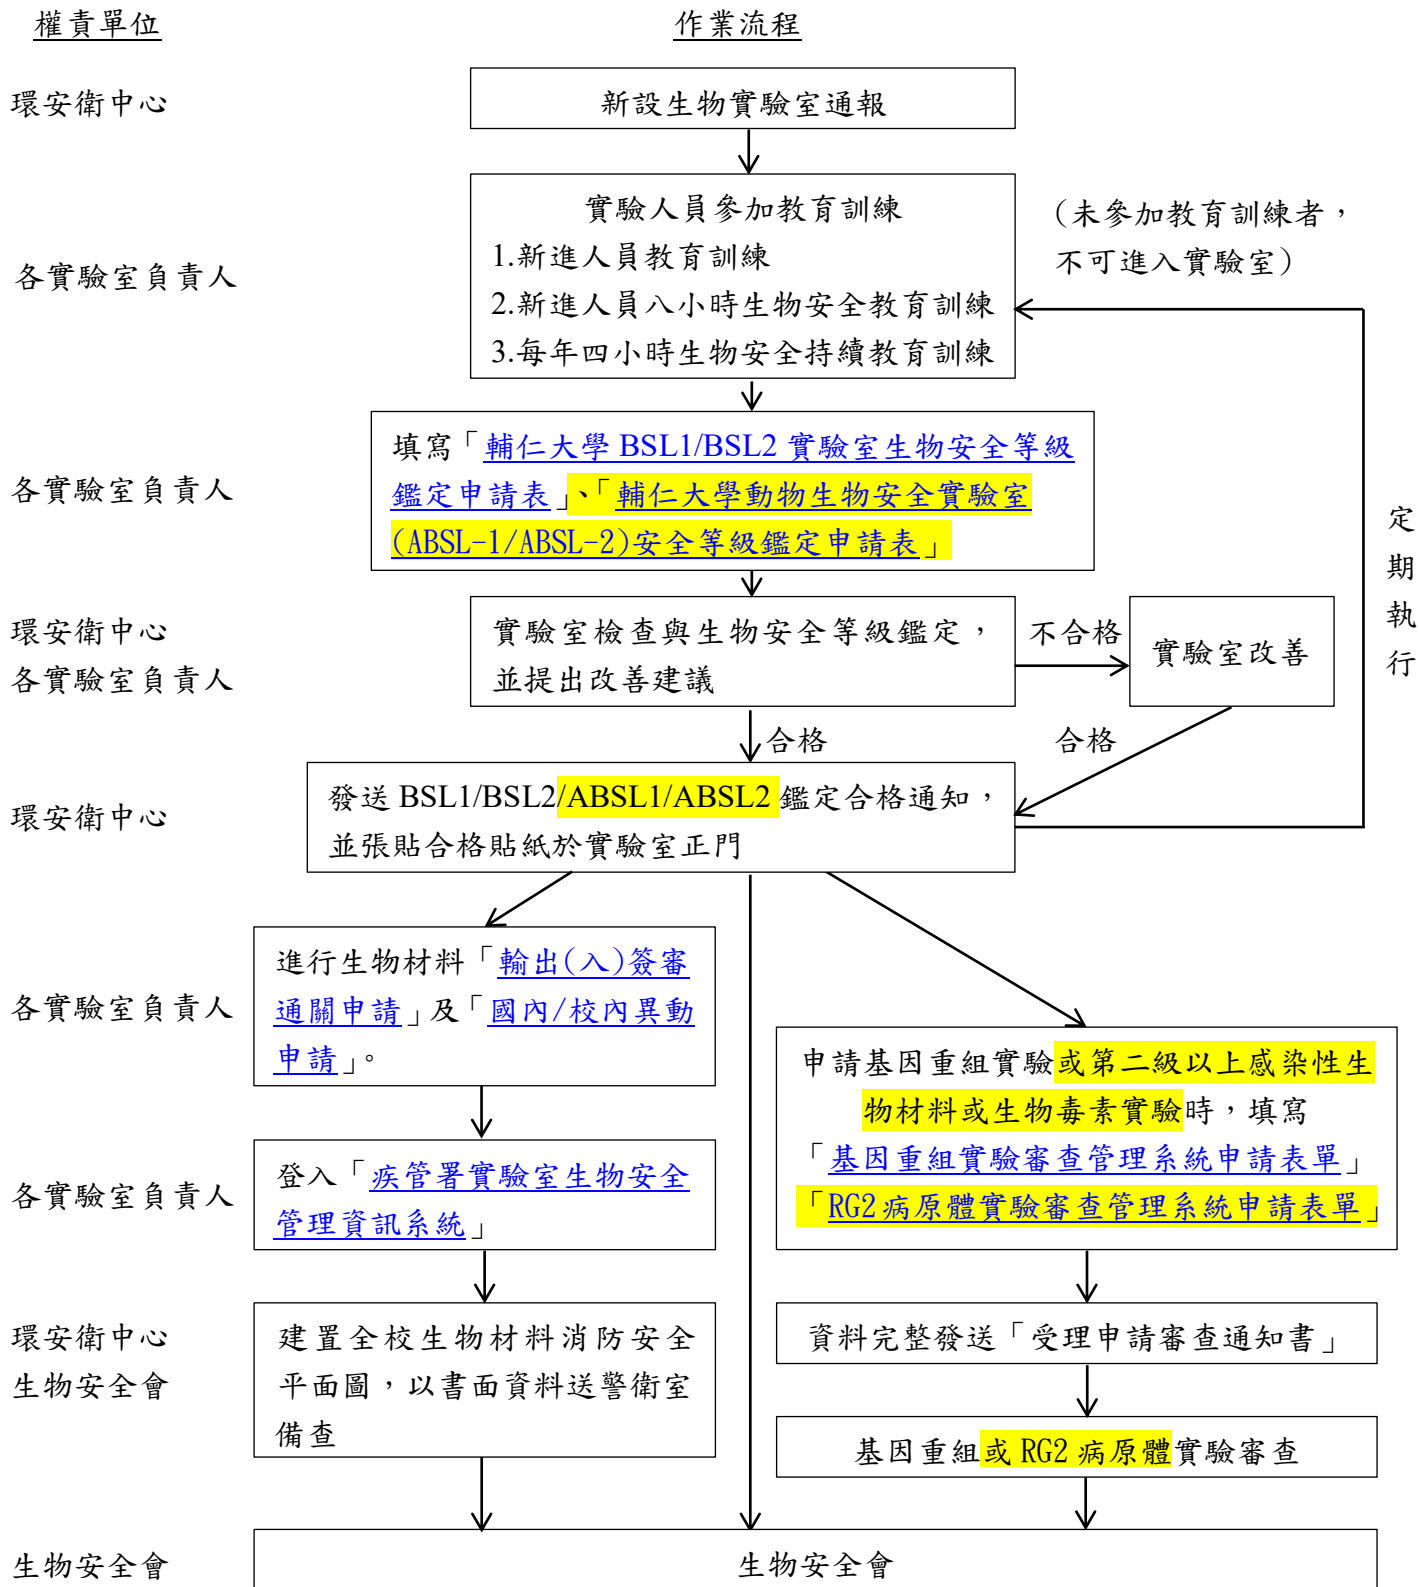 權責單位
作業流程
環安衛中心
新設生物實驗室通報
各實驗室負責人
實驗人員參加教育訓練
1.新進人員教育訓練
2.新進人員八小時生物安全教育訓練
3.每年四小時生物安全持續教育訓練
(未參加教育訓練者，
不可進入實驗室)
各實驗室負責人
填寫「輔仁大學 BSL1/BSL2 實驗室生物安全等級
鑑定申請表」、「輔仁大學動物生物安全實驗室
(ABSL-1/ABSL-2)安全等級鑑定申請表」
定
期
執
行
環安衛中心
各實驗室負責人
實驗室檢查與生物安全等級鑑定，
並提出改善建議
不合格
實驗室改善
合格
合格
環安衛中心
發送 BSL1/BSL2/ABSL1/ABSL2 鑑定合格通知，
並張貼合格貼紙於實驗室正門
各實驗室負責人
進行生物材料「輸出(入)簽審
通關申請」及「國內/校內異動
申請」。
申請基因重組實驗或第二級以上感染性生
物材料或生物毒素實驗時，填寫
「基因重組實驗審查管理系統申請表單」
「RG2 病原體實驗審查管理系統申請表單」
各實驗室負責人
登入「疾管署實驗室生物安全
管理資訊系統」
環安衛中心
生物安全會
建置全校生物材料消防安全
平面圖，以書面資料送警衛室
備查
資料完整發送「受理申請審查通知書」
基因重組或 RG2 病原體實驗審查
生物安全會
生物安全會